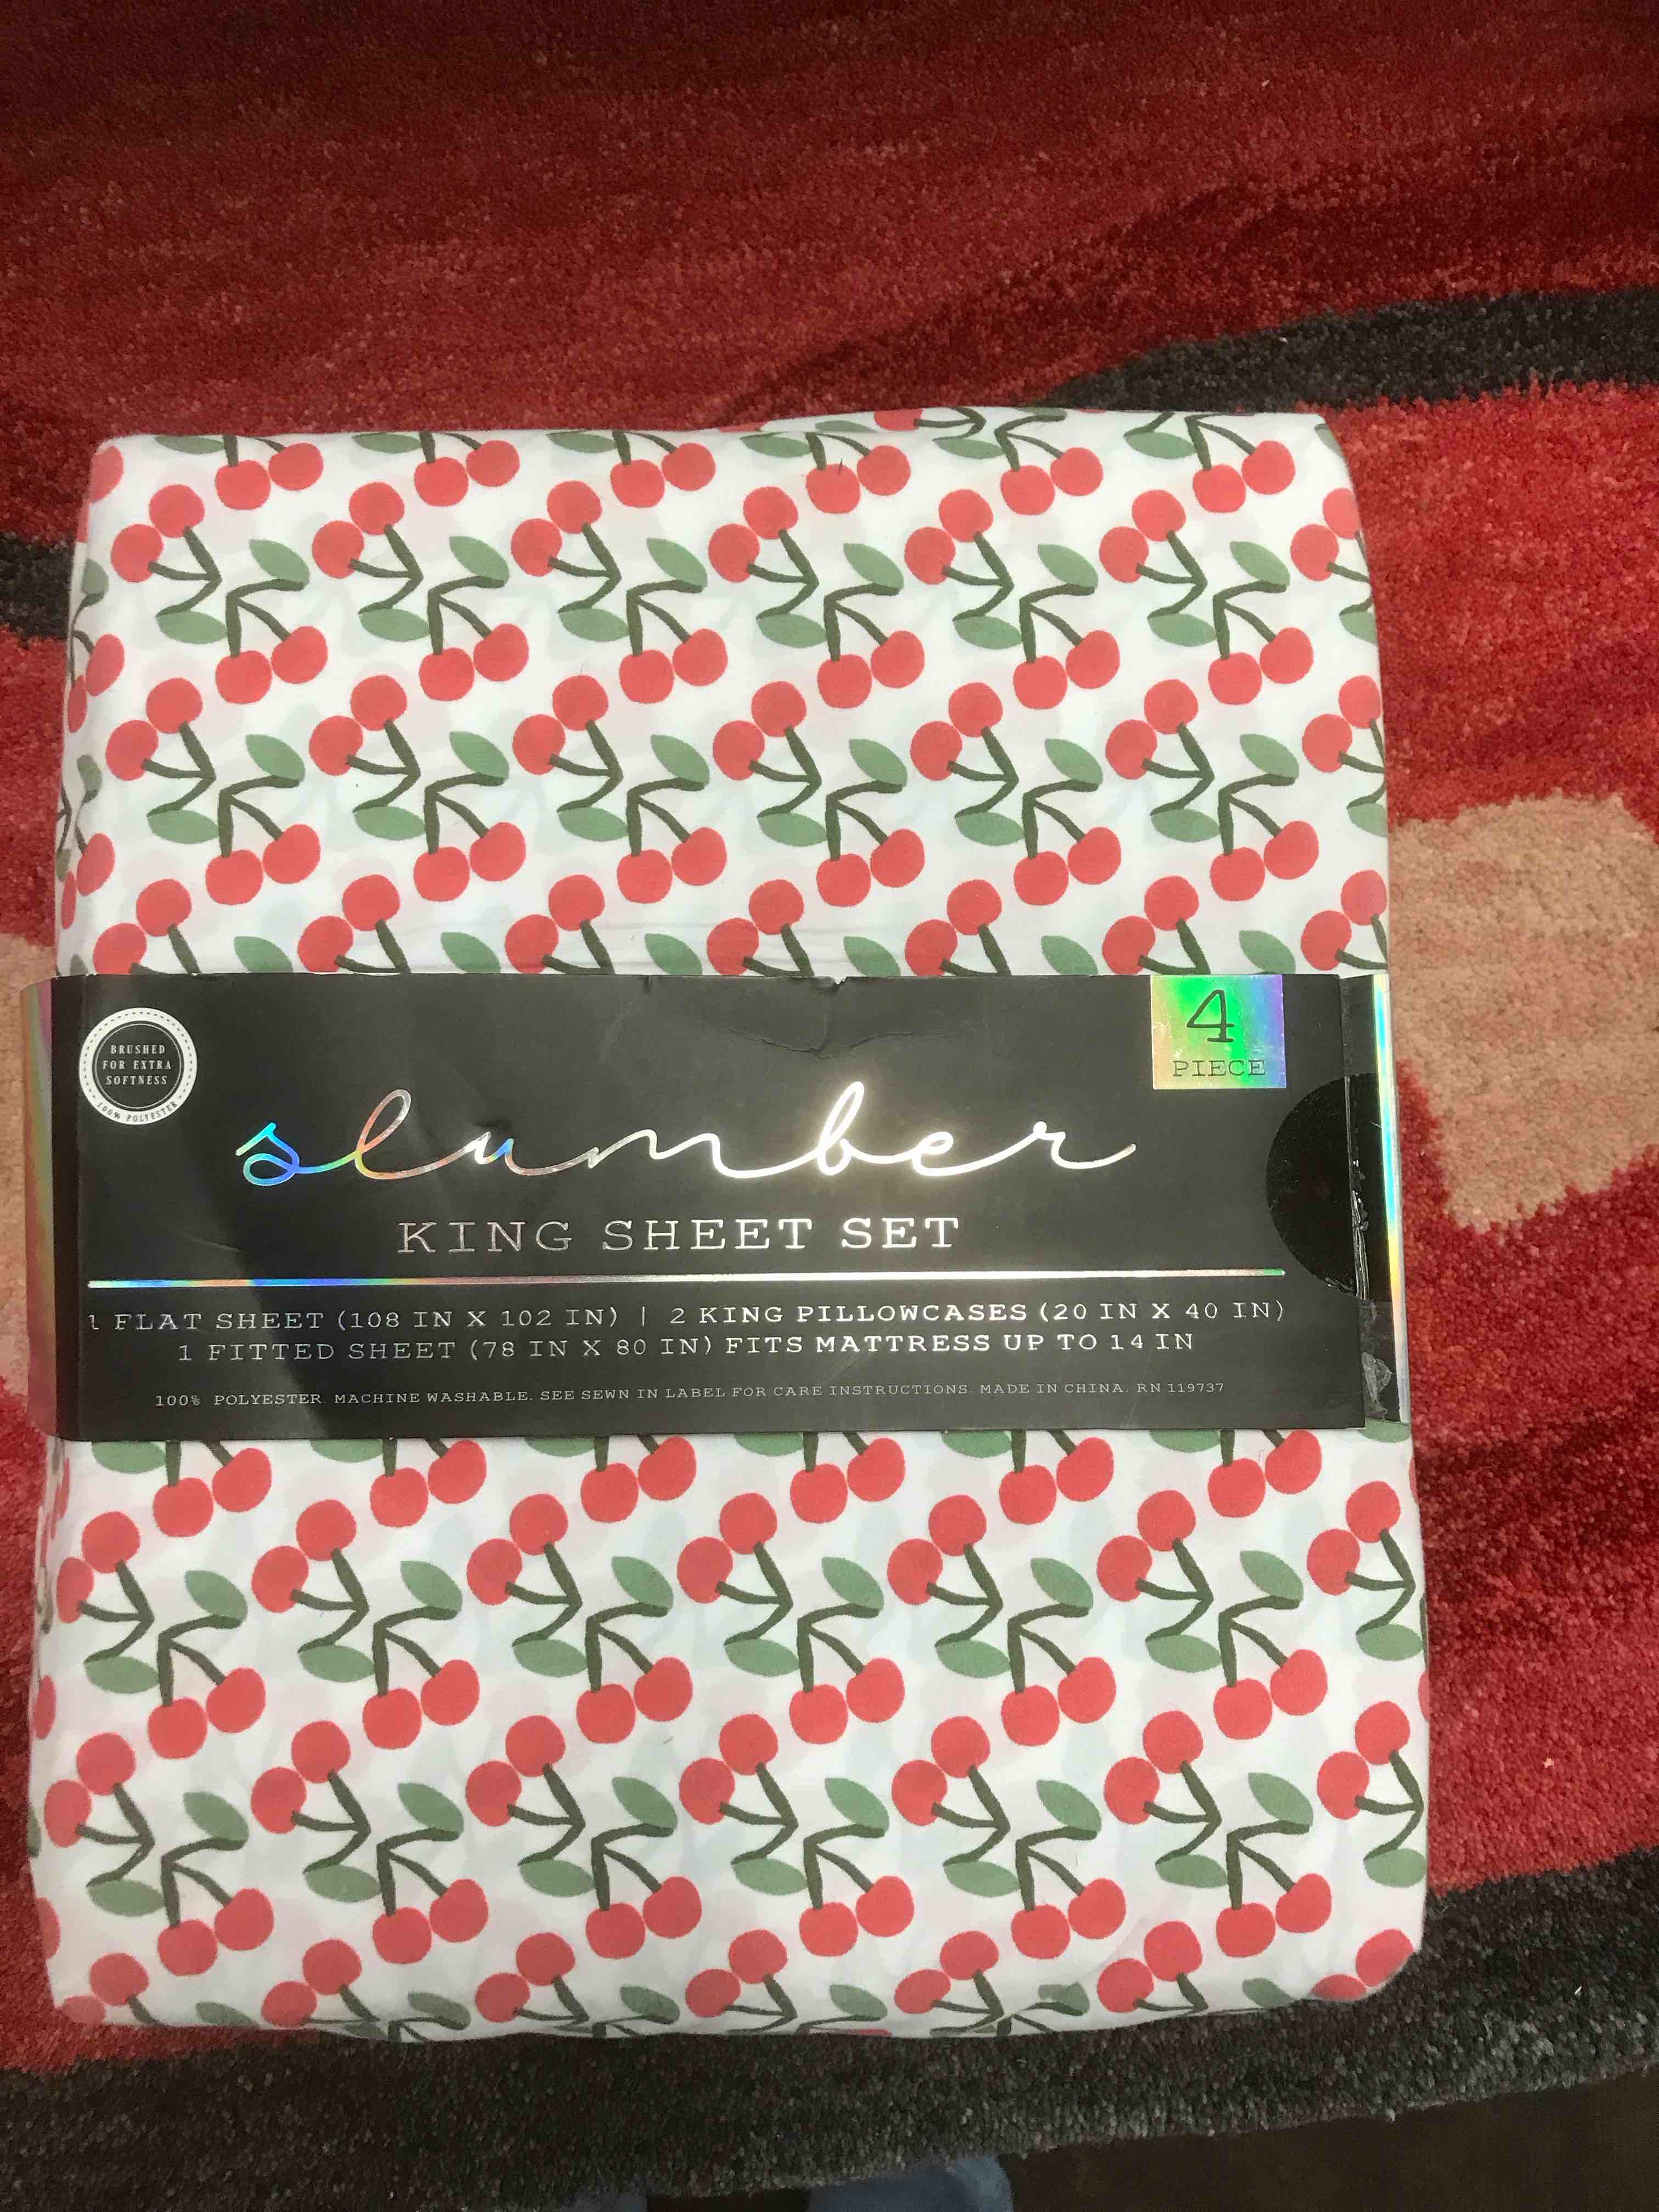 BRUSHED
FOR EXTRA
SOFTNESS
100% POLYESTER
4
PIECE
slumber
KING SHEET SET
1 FLAT SHEET (108 IN X 102 IN) | 2 KING PILLOWCASES (20 IN X 40 IN)
1 FITTED SHEET (78 IN X 80 IN) FITS MATTRESS UP TO 14 IN
100% POLYESTER. MACHINE WASHABLE. SEE SEWN IN LABEL FOR CARE INSTRUCTIONS. MADE IN CHINA. RN 119737